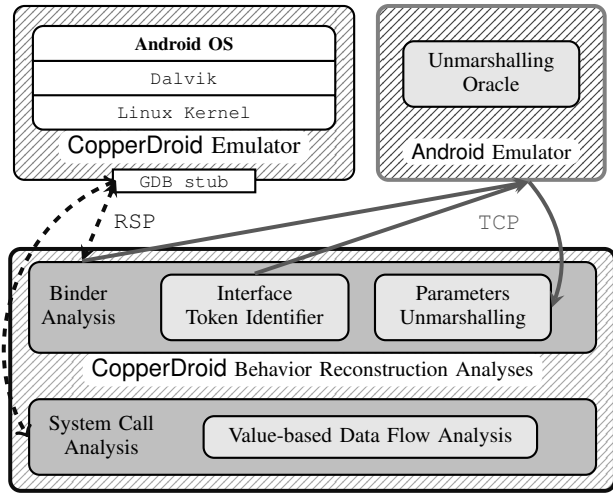 Android OS
Dalvik
Linux Kernel
CopperDroid Emulator
GDB stub
Unmarshalling
Oracle
Android Emulator
RSP
TCP
Binder
Analysis
Interface
Token Identifier
Parameters
Unmarshalling
CopperDroid Behavior Reconstruction Analyses
System Call
Analysis
Value-based Data Flow Analysis